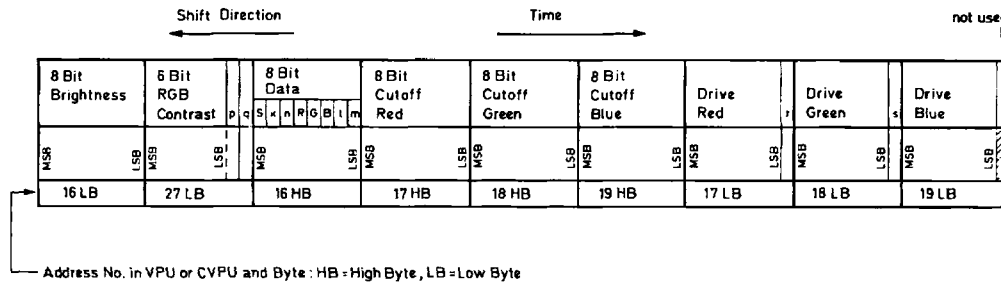 Shift Direction
Time
not use
8 Bit
Brightness
6 Bit
RGB
Contrast
p
q
8 Bit
Data
S x n R G B l m
8 Bit
Cutoff
Red
8 Bit
Cutoff
Green
8 Bit
Cutoff
Blue
Drive
Red
r
Drive
Green
s
Drive
Blue
MSB LSB MSB LSB MSB LSB MSB LSB MSB LSB MSB LSB MSB LSB MSB LSB MSB LSB
16 LB 27 LB 16 HB 17 HB 18 HB 19 HB 17 LB 18 LB 19 LB
Address No. in VPU or CVPU and Byte : HB = High Byte, LB = Low Byte